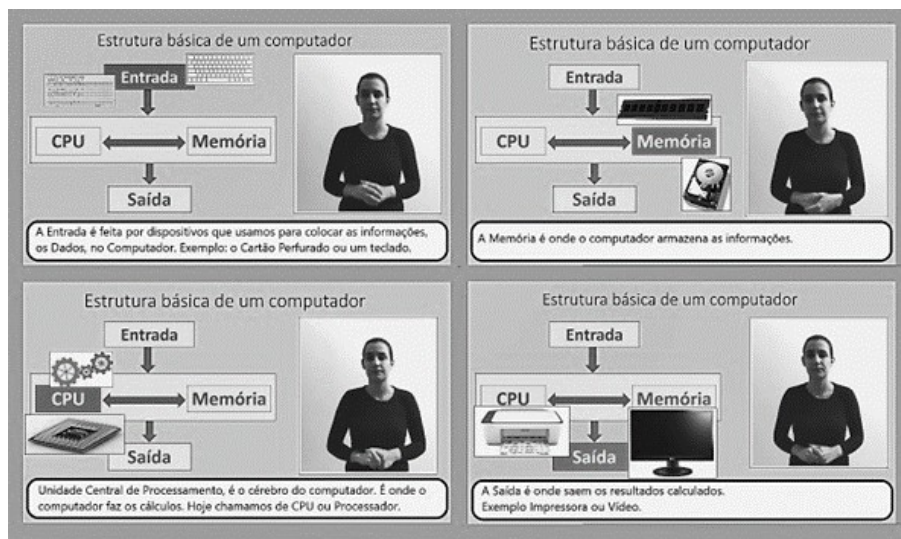 Estrutura básica de um computador
Entrada
CPU
Memória
Saída
A Entrada é feita por dispositivos que usamos para colocar as informações,
os Dados, no Computador. Exemplo: o Cartão Perfurado ou um teclado.
Estrutura básica de um computador
Entrada
CPU
Memória
Saída
A Memória é onde o computador armazena as informações.
Estrutura básica de um computador
Entrada
CPU
Memória
Saída
Unidade Central de Processamento, é o cérebro do computador. É onde o
computador faz os cálculos. Hoje chamamos de CPU ou Processador.
Estrutura básica de um computador
Entrada
CPU
Memória
Saída
A Saída é onde saem os resultados calculados.
Exemplo Impressora ou Vídeo.